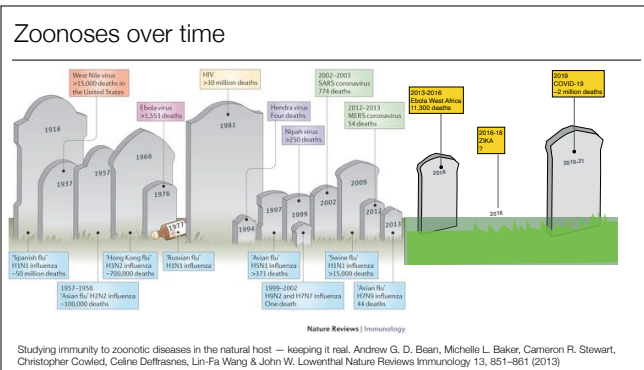 Zoonoses over time
West Nile virus
>15,000 deaths in
the United States
Ebola virus
>1,553 deaths
HIV
>30 million deaths
Hendra virus
Four deaths
Nipah virus
>250 deaths
2002–2003
SARS coronavirus
774 deaths
2012–2013
MERS coronavirus
54 deaths
2013-2016
Ebola West Africa
11,300 deaths
2016-18
ZIKA
?
2019
COVID-19
~2 million deaths
1918
1937
1957
1968
1976
1977
1981
1994
1997
1999
2002
2009
2012
2013
2016
2016
2019-21
'Spanish flu'
H1N1 influenza
~50 million deaths
1957–1958
'Asian flu' H2N2 influenza
~100,000 deaths
'Hong Kong flu'
H3N2 influenza
~700,000 deaths
'Russian flu'
H1N1 influenza
'Avian flu'
H5N1 influenza
>371 deaths
1999–2002
H9N2 and H7N7 influenza
One death
'Swine flu'
H1N1 influenza
>15,000 deaths
'Avian flu'
H7N9 influenza
44 deaths
Nature Reviews | Immunology
Studying immunity to zoonotic diseases in the natural host — keeping it real. Andrew G. D. Bean, Michelle L. Baker, Cameron R. Stewart,
Christopher Cowled, Celine Deffrasnes, Lin-Fa Wang & John W. Lowenthal Nature Reviews Immunology 13, 851–861 (2013)